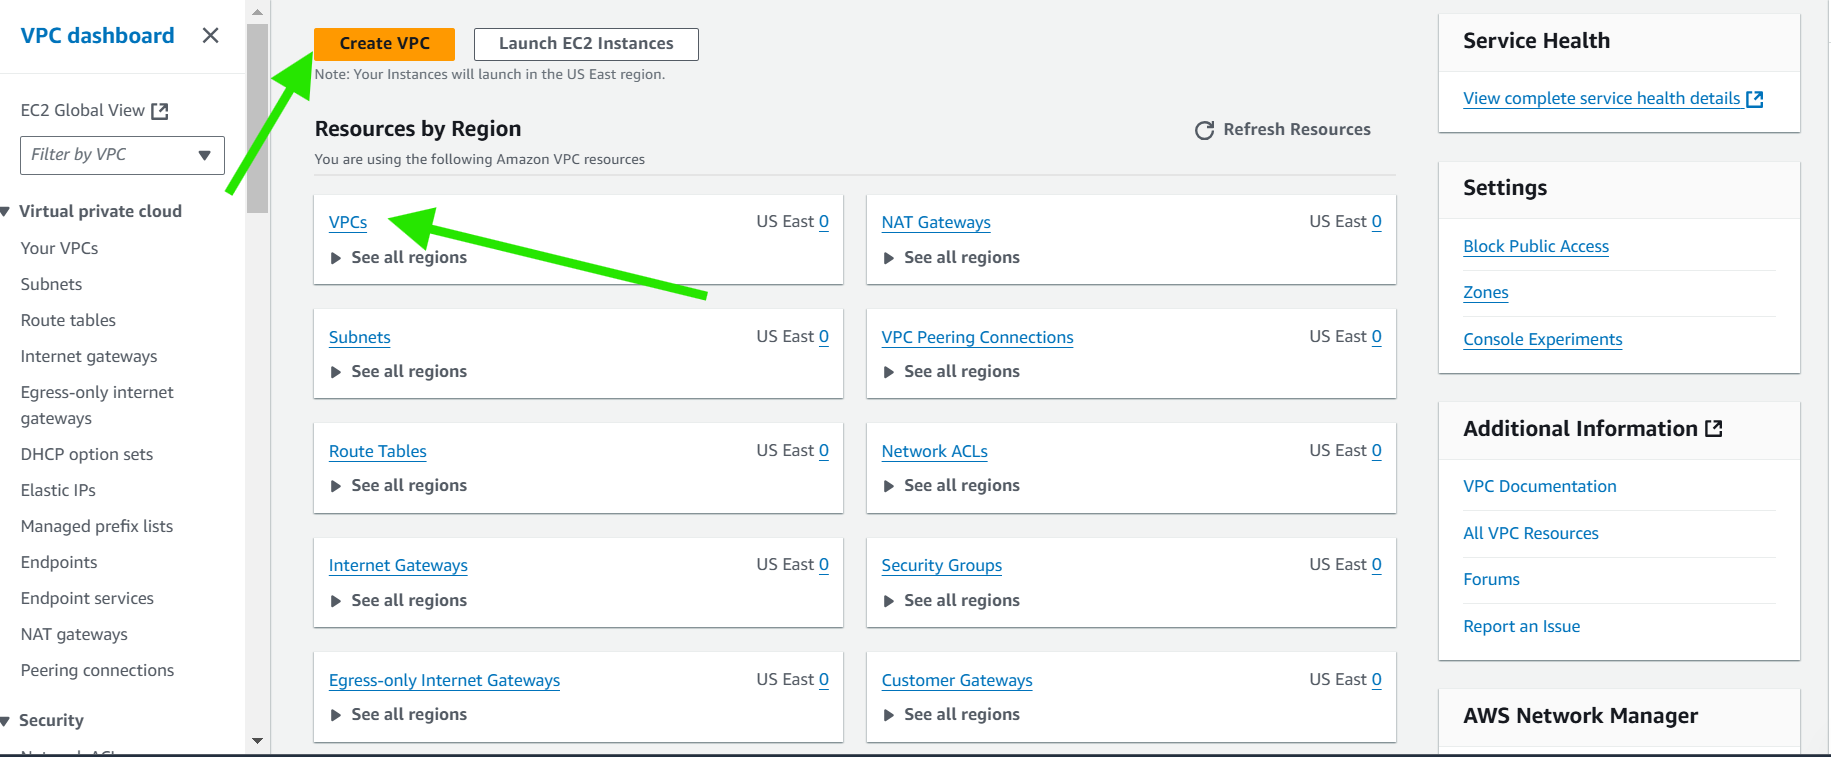 VPC dashboard
EC2 Global View
Filter by VPC
Virtual private cloud
Your VPCs
Subnets
Route tables
Internet gateways
Egress-only internet
gateways
DHCP option sets
Elastic IPs
Managed prefix lists
Endpoints
Endpoint services
NAT gateways
Peering connections
Security
Create VPC
Launch EC2 Instances
Note: Your Instances will launch in the US East region.
Resources by Region
Refresh Resources
You are using the following Amazon VPC resources
VPCs US East 0
See all regions
NAT Gateways US East 0
See all regions
Subnets US East 0
See all regions
VPC Peering Connections US East 0
See all regions
Route Tables US East 0
See all regions
Network ACLs US East 0
See all regions
Internet Gateways US East 0
See all regions
Security Groups US East 0
See all regions
Egress-only Internet Gateways US East 0
See all regions
Customer Gateways US East 0
See all regions
Service Health
View complete service health details
Settings
Block Public Access
Zones
Console Experiments
Additional Information
VPC Documentation
All VPC Resources
Forums
Report an Issue
AWS Network Manager